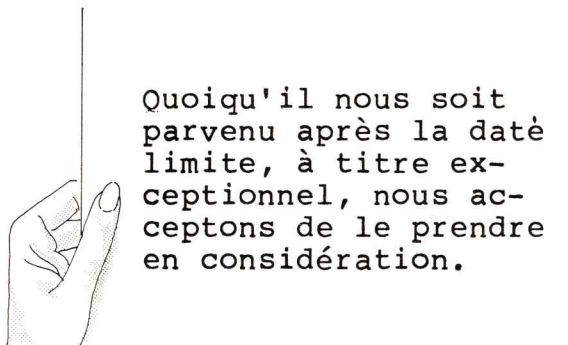 Quoiqu'il nous soit
parvenu après la date
limite, à titre ex-
ceptionnel, nous ac-
ceptons de le prendre
en considération.